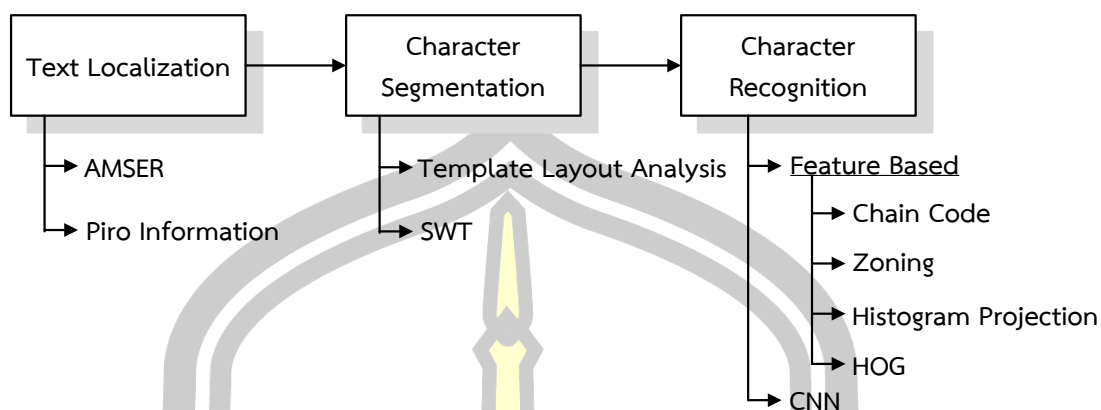 Text Localization
Character
Segmentation
Character
Recognition
AMSER
Piro Information
Template Layout Analysis
SWT
Feature Based
Chain Code
Zoning
Histogram Projection
HOG
CNN